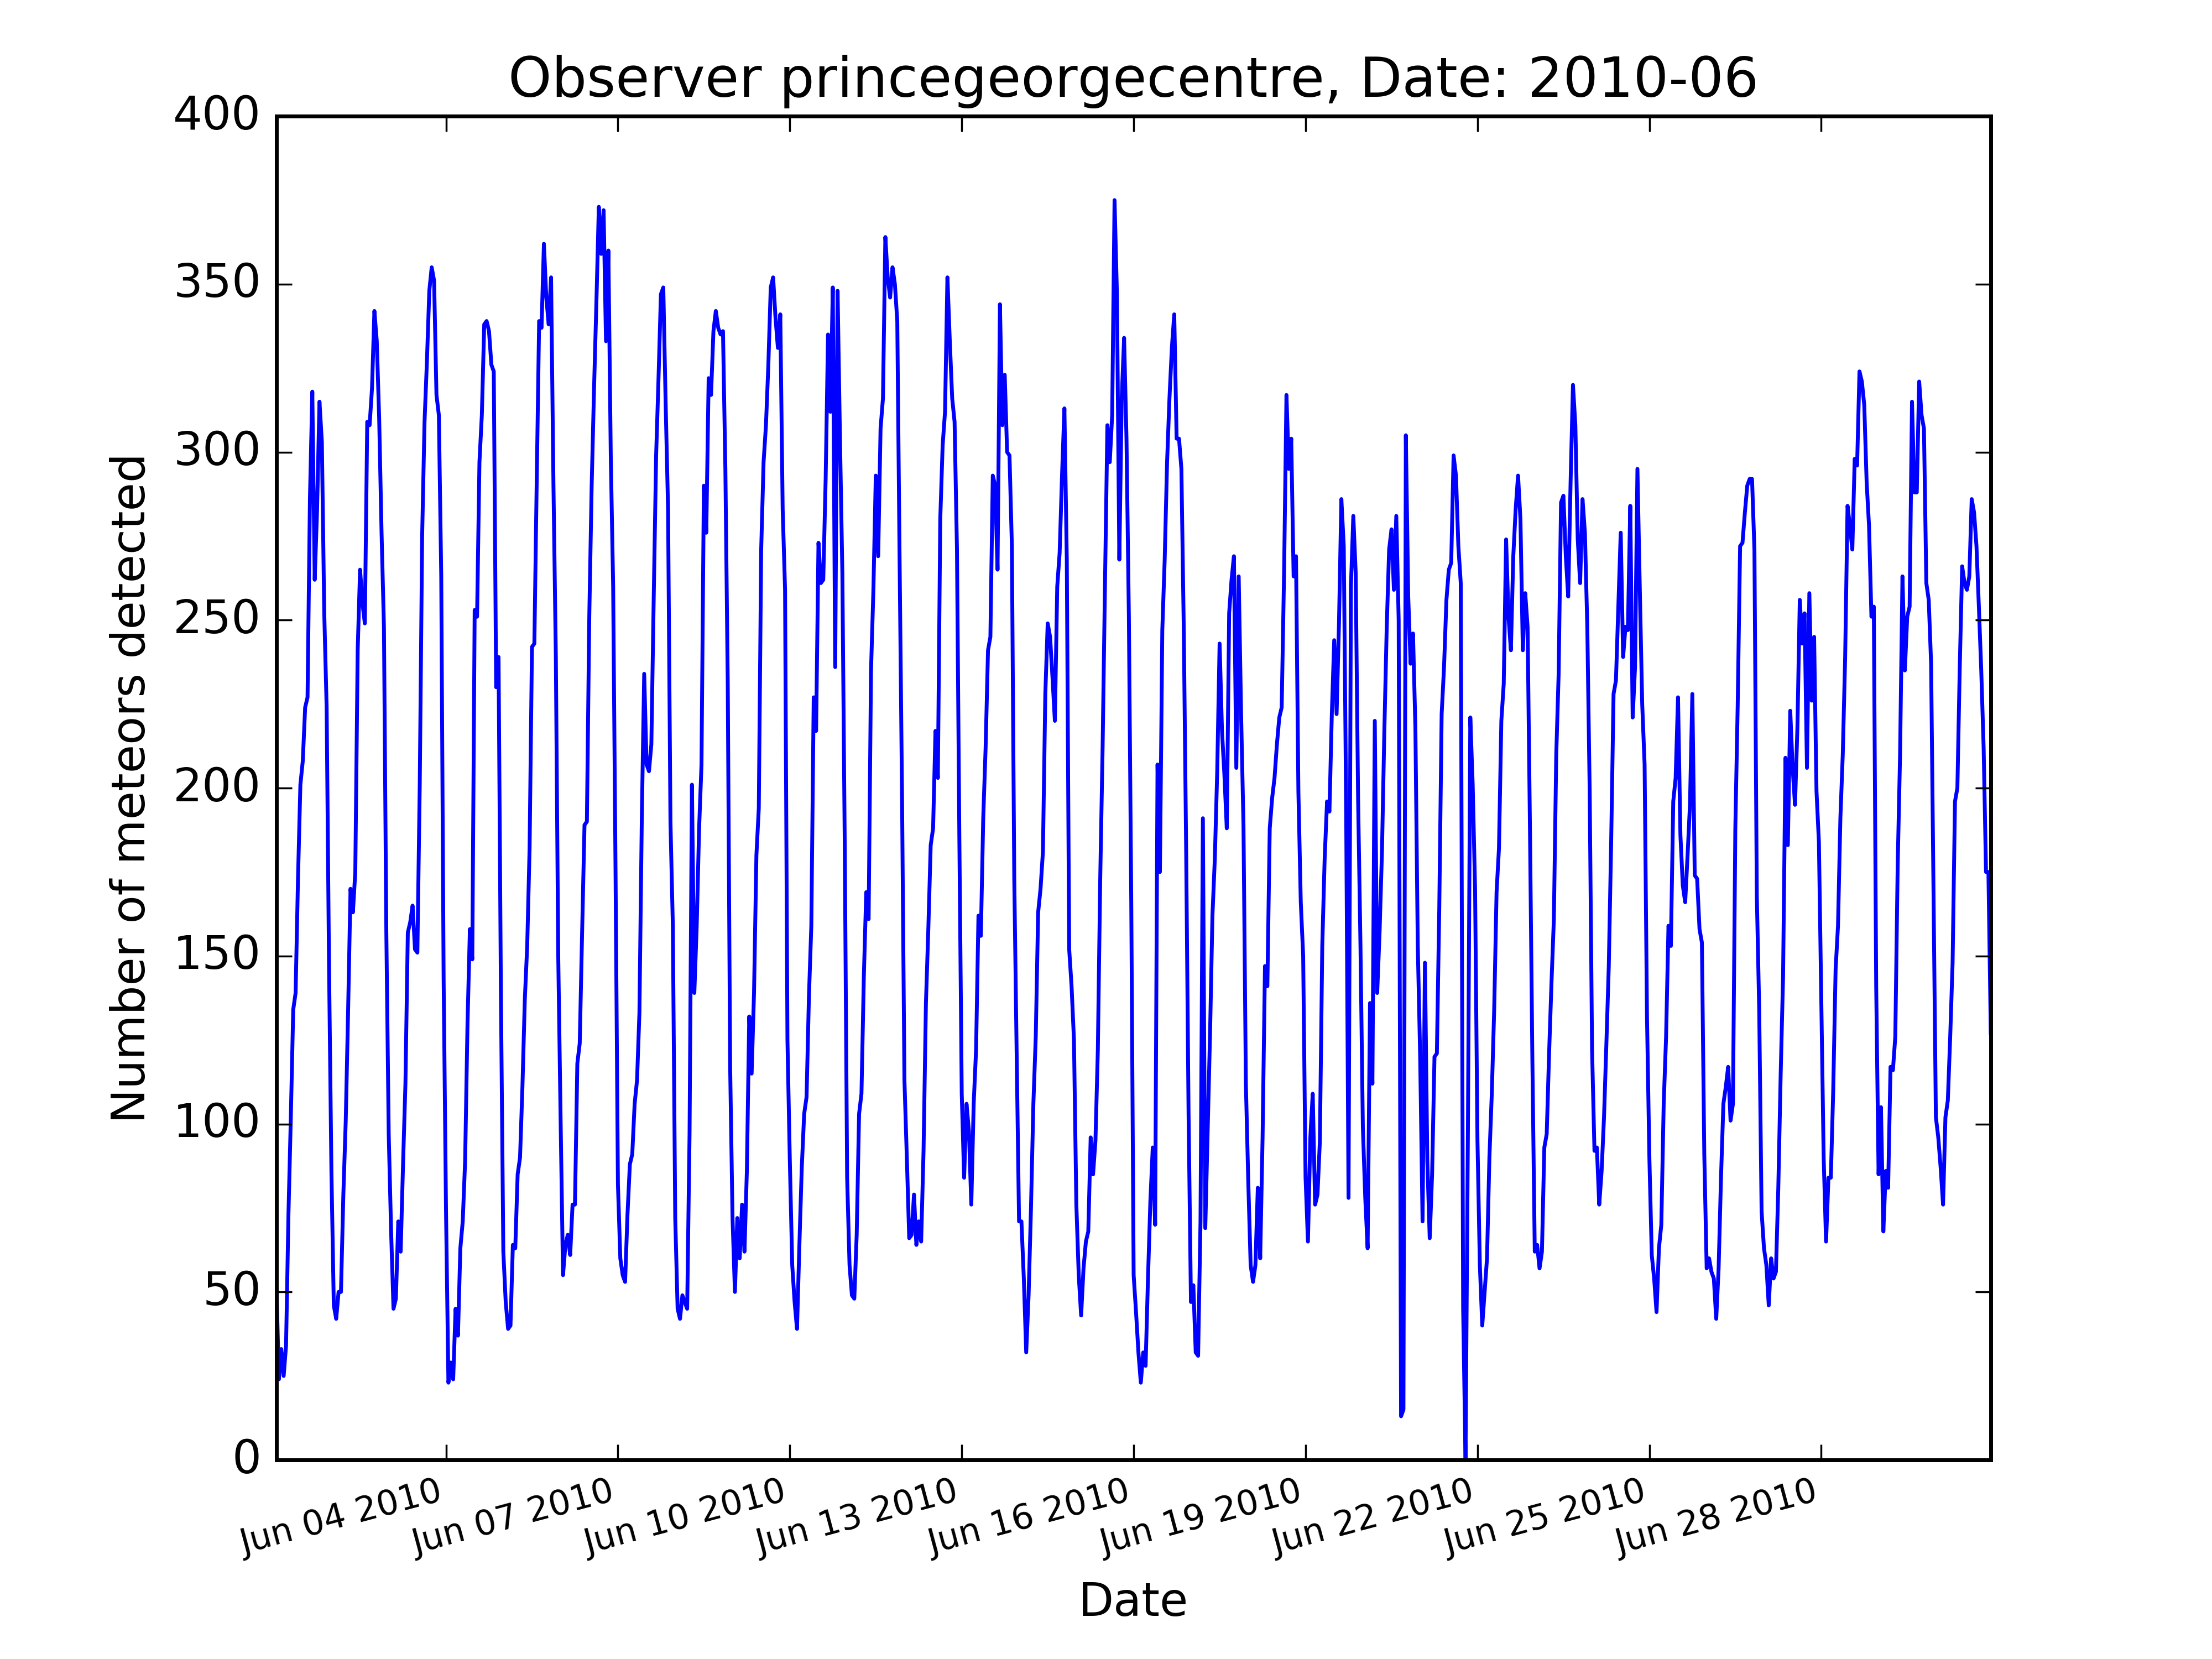 Observer princegeorgecentre, Date: 2010-06
400
350
300
250
200
150
100
50
0
Number of meteors detected
Jun 04 2010
Jun 07 2010
Jun 10 2010
Jun 13 2010
Jun 16 2010
Jun 19 2010
Jun 22 2010
Jun 25 2010
Jun 28 2010
Date